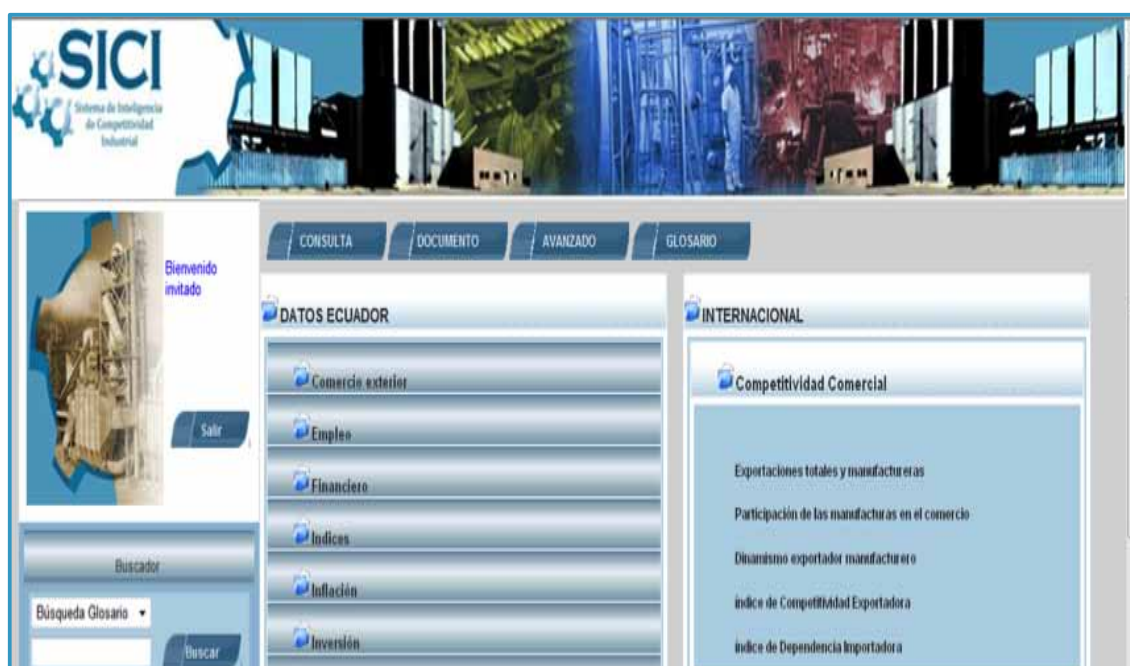 SICI
Sistema de Inteligencia
de Competitividad
Industrial
Bienvenido
invitado
Salir
Buscador
Búsqueda Glosario
Buscar
CONSULTA
DOCUMENTO
AVANZADO
GLOSARIO
DATOS ECUADOR
Comercio exterior
Empleo
Financiero
Indices
Inflación
Inversión
INTERNACIONAL
Competitividad Comercial
Exportaciones totales y manufactureras
Participación de las manufacturas en el comercio
Dinamismo exportador manufacturero
índice de Competitividad Exportadora
índice de Dependencia Importadora